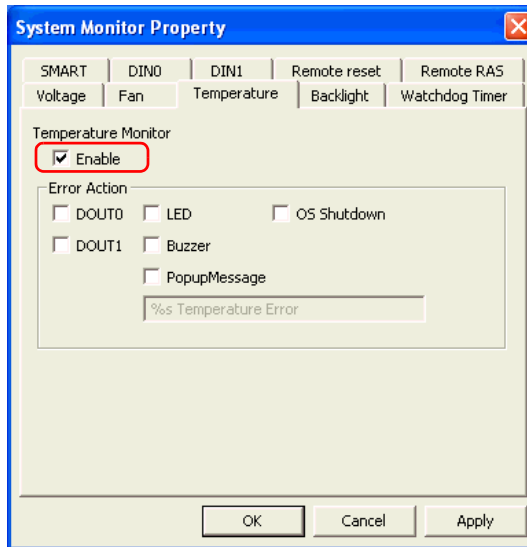 System Monitor Property
SMART DIN0 DIN1 Remote reset Remote RAS
Voltage Fan Temperature Backlight Watchdog Timer
Temperature Monitor
Enable
Error Action
DOUT0 LED OS Shutdown
DOUT1 Buzzer
PopupMessage
%s Temperature Error
OK Cancel Apply